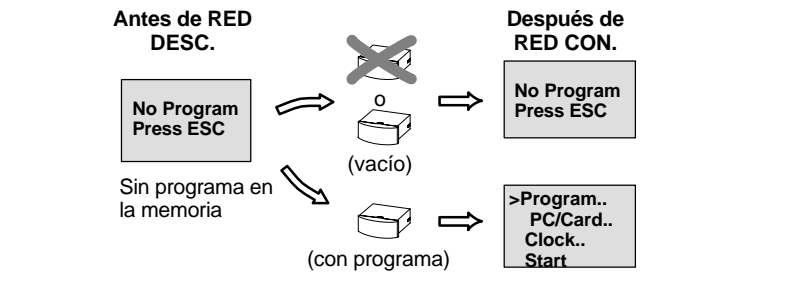 Antes de RED
DESC.
Después de
RED CON.
No Program
Press ESC
o
(vacío)
No Program
Press ESC
Sin programa en
la memoria
(con programa)
>Program..
PC/Card..
Clock..
Start